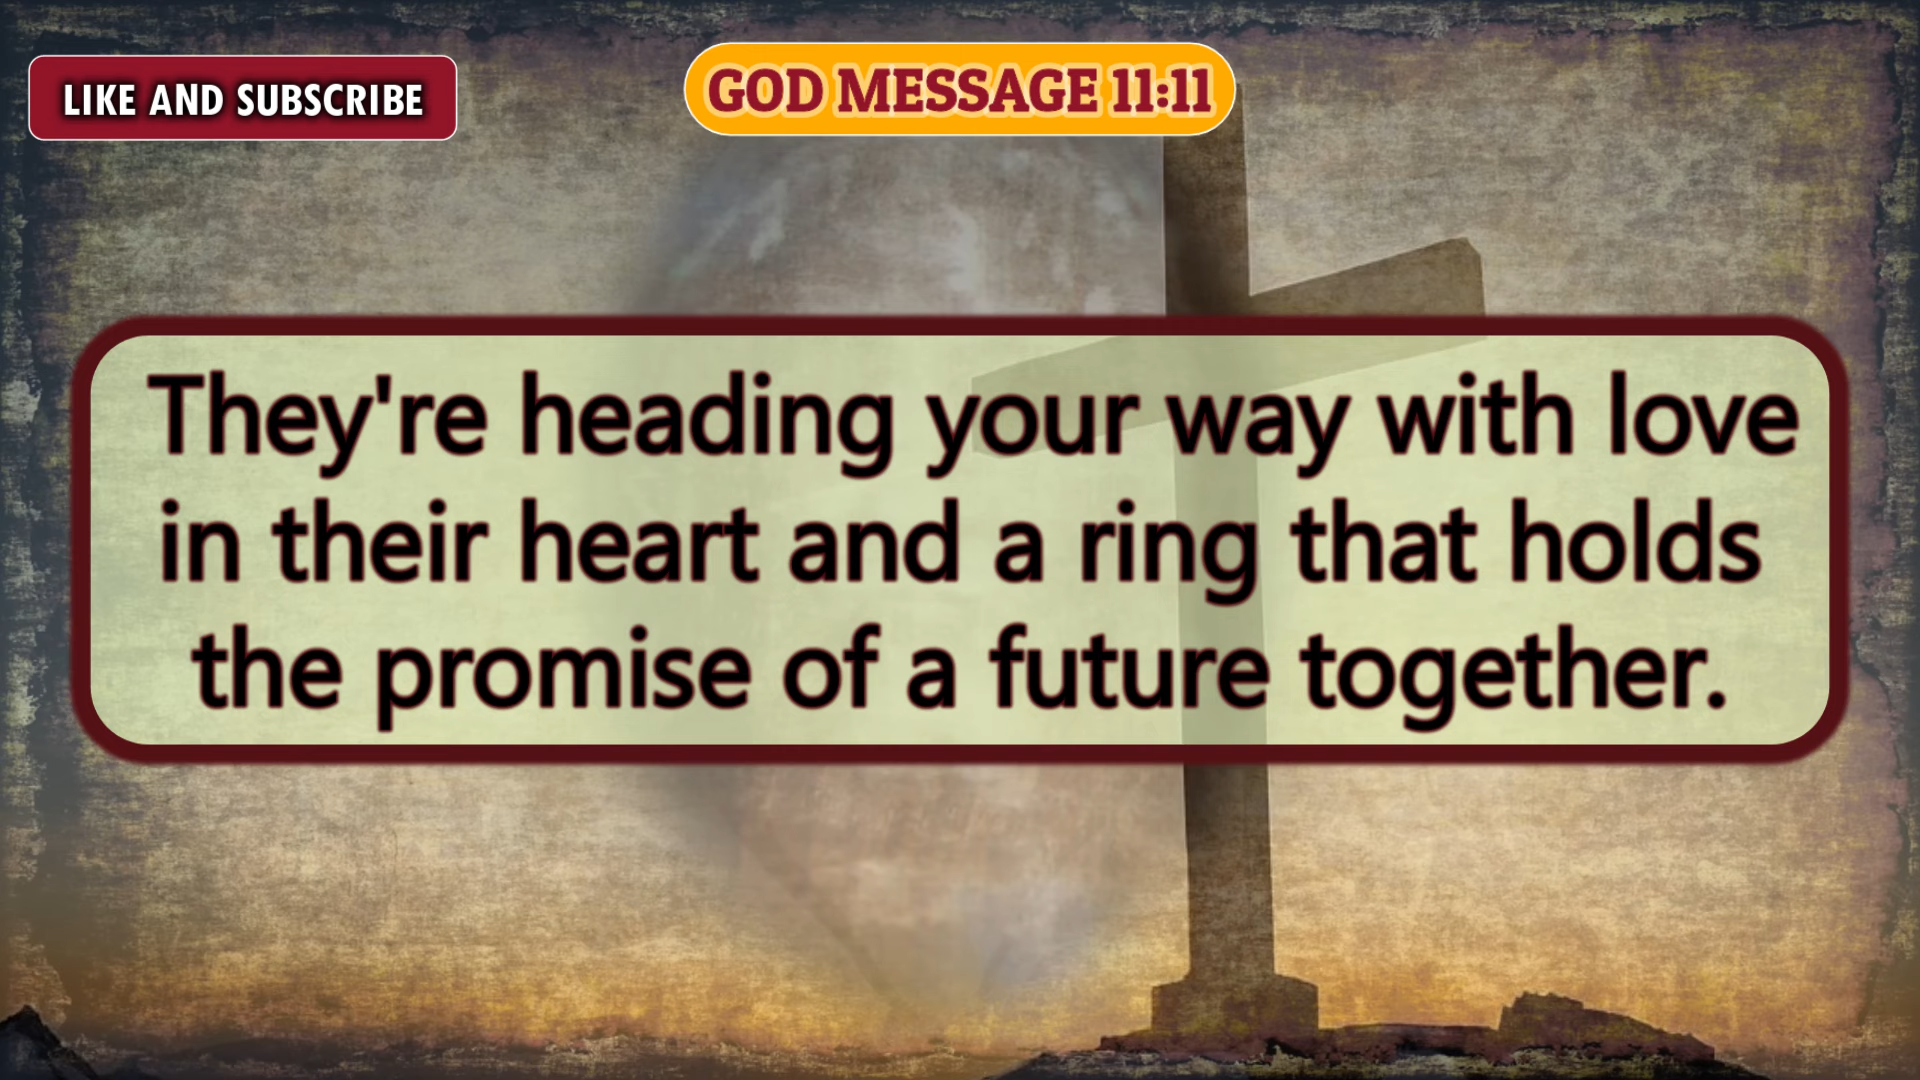 LIKE AND SUBSCRIBE
GOD MESSAGE 11:11
They're heading your way with love
in their heart and a ring that holds
the promise of a future together.